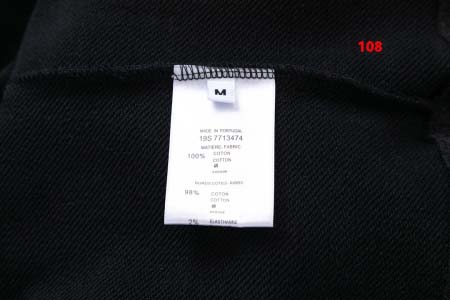 108
M
MADE IN PORTUGAL
19S 7713474
MATIERE-FABRIC
100% COTON
COTTON
98% COTON
COTTON
2% ELASTHANNE